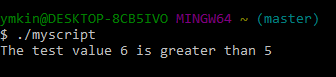 ymkin@DESKTOP-8CB5IVO MINGW64 ~ (master)
$ ./myscript
The test value 6 is greater than 5